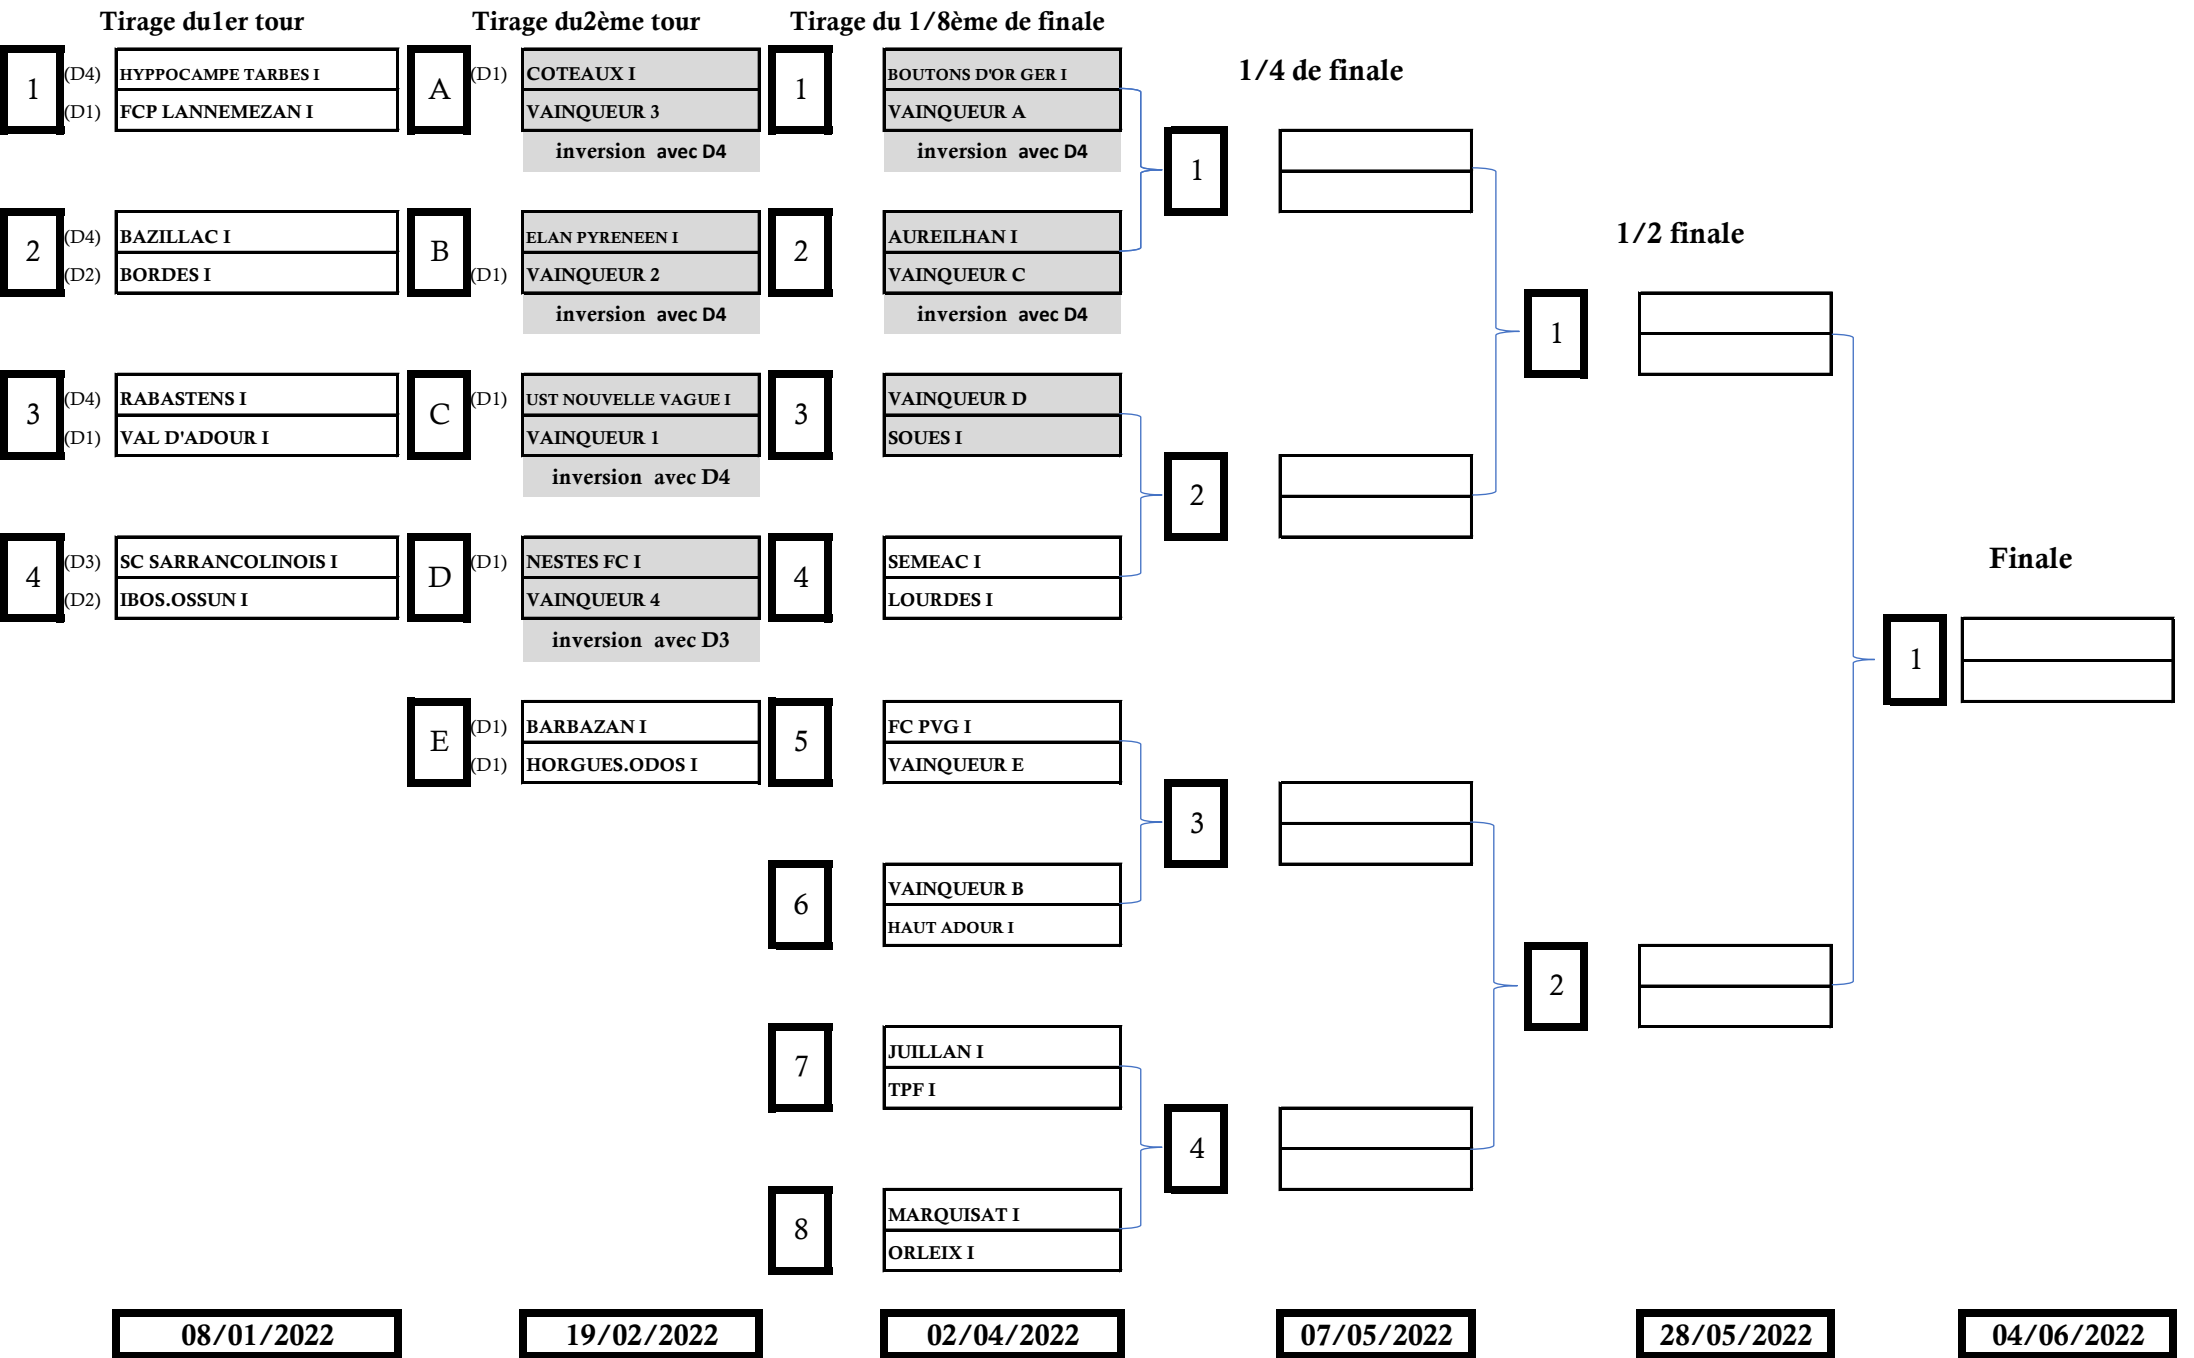 Tirage du1er tour
Tirage du2ème tour
Tirage du 1/8ème de finale
1/4 de finale
1/2 finale
Finale
1
(D4) HYPPOCAMPE TARBES I
(D1) FCP LANNEMEZAN I
2
(D4) BAZILLAC I
(D2) BORDES I
3
(D4) RABASTENS I
(D1) VAL D'ADOUR I
4
(D3) SC SARRANCOLINOIS I
(D2) IBOS.OSSUN I
08/01/2022
A
(D1) COTEAUX I
VAINQUEUR 3
inversion avec D4
B
ELAN PYRENEEN I
(D1) VAINQUEUR 2
inversion avec D4
C
(D1) UST NOUVELLE VAGUE I
VAINQUEUR 1
inversion avec D4
D
(D1) NESTES FC I
VAINQUEUR 4
inversion avec D3
E
(D1) BARBAZAN I
(D1) HORGUES.ODOS I
19/02/2022
1
BOUTONS D'OR GER I
VAINQUEUR A
inversion avec D4
2
AUREILHAN I
VAINQUEUR C
inversion avec D4
3
VAINQUEUR D
SOUES I
4
SEMEAC I
LOURDES I
5
FC PVG I
VAINQUEUR E
6
VAINQUEUR B
HAUT ADOUR I
7
JUILLAN I
TPF I
8
MARQUISAT I
ORLEIX I
02/04/2022
1
2
3
4
07/05/2022
1
2
28/05/2022
1
04/06/2022